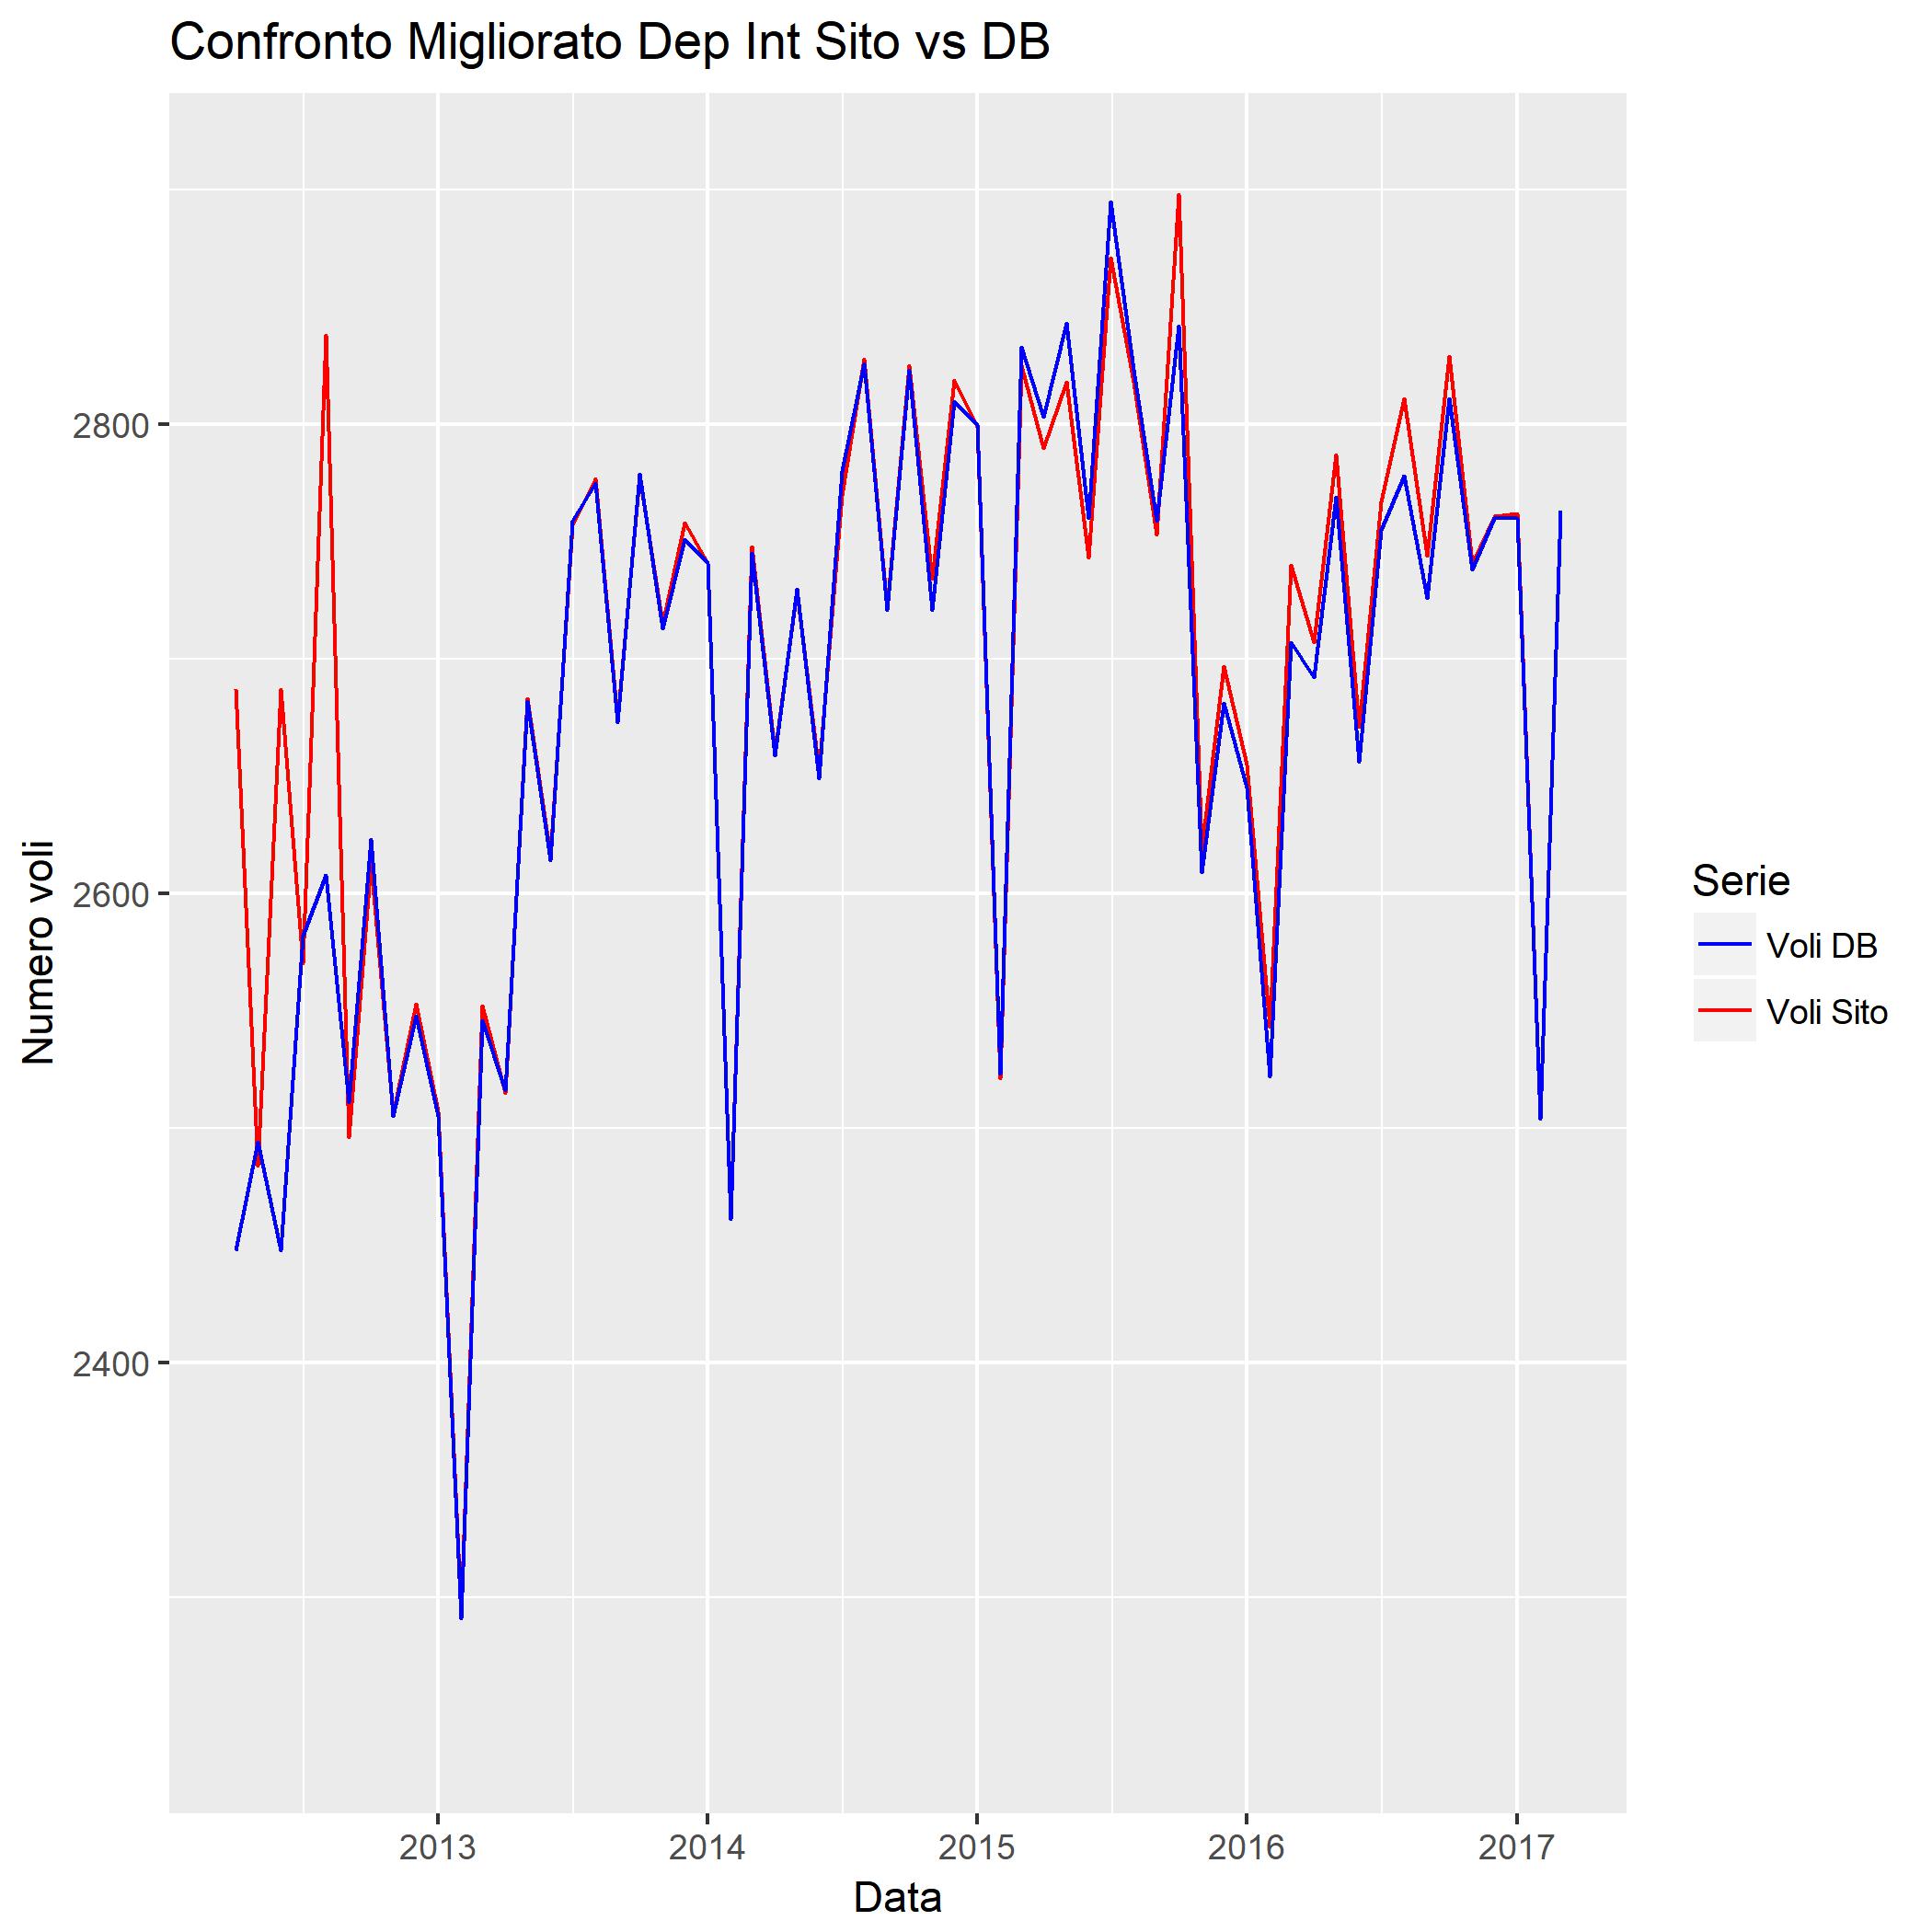 Confronto Migliorato Dep Int Sito vs DB
Numero voli
2800
2600
2400
2013
2014
2015
2016
2017
Data
Serie
Voli DB
Voli Sito